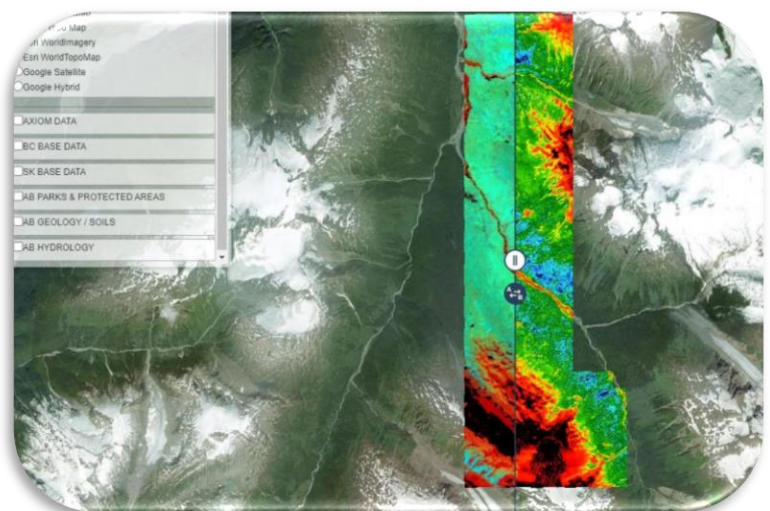 Map
Esri WorldImagery
Esri WorldTopoMap
Google Satellite
Google Hybrid
AXIOM DATA
BC BASE DATA
SK BASE DATA
AB PARKS & PROTECTED AREAS
AB GEOLOGY / SOILS
AB HYDROLOGY